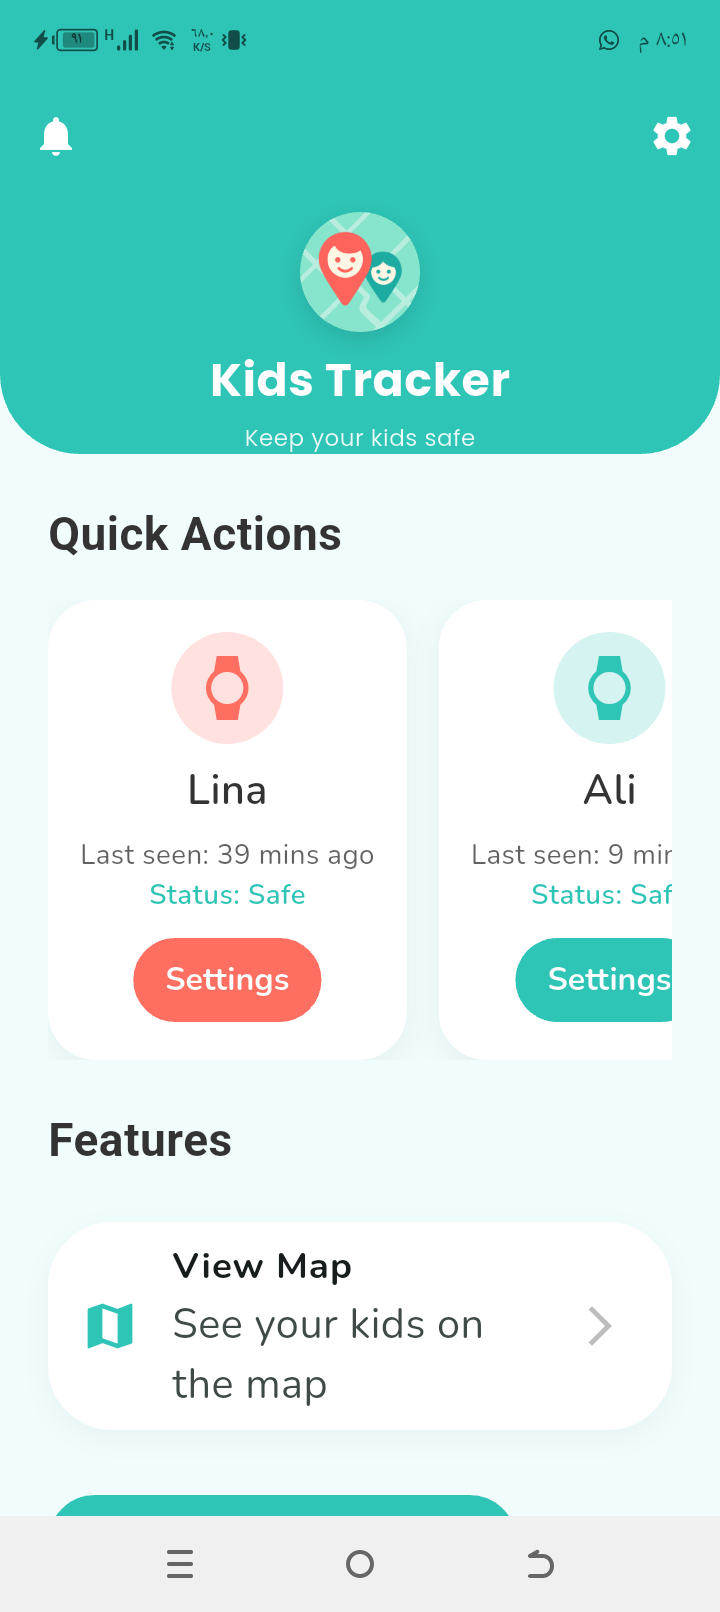 ٩١ H ٦٨,٠ K/S ٨:٥١ م
Kids Tracker
Keep your kids safe
Quick Actions
Lina
Last seen: 39 mins ago
Status: Safe
Settings
Ali
Last seen: 9 min
Status: Saf
Settings
Features
View Map
See your kids on
the map